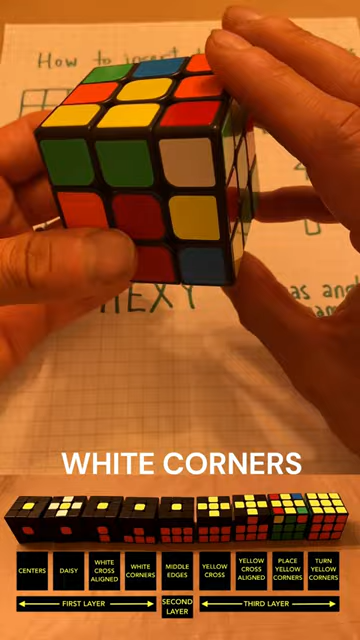 How to insert
HEXY
as an
WHITE CORNERS
CENTERS
DAISY
WHITE
CROSS
ALIGNED
WHITE
CORNERS
MIDDLE
EDGES
YELLOW
CROSS
YELLOW
CROSS
ALIGNED
PLACE
YELLOW
CORNERS
TURN
YELLOW
CORNERS
FIRST LAYER
SECOND
LAYER
THIRD LAYER